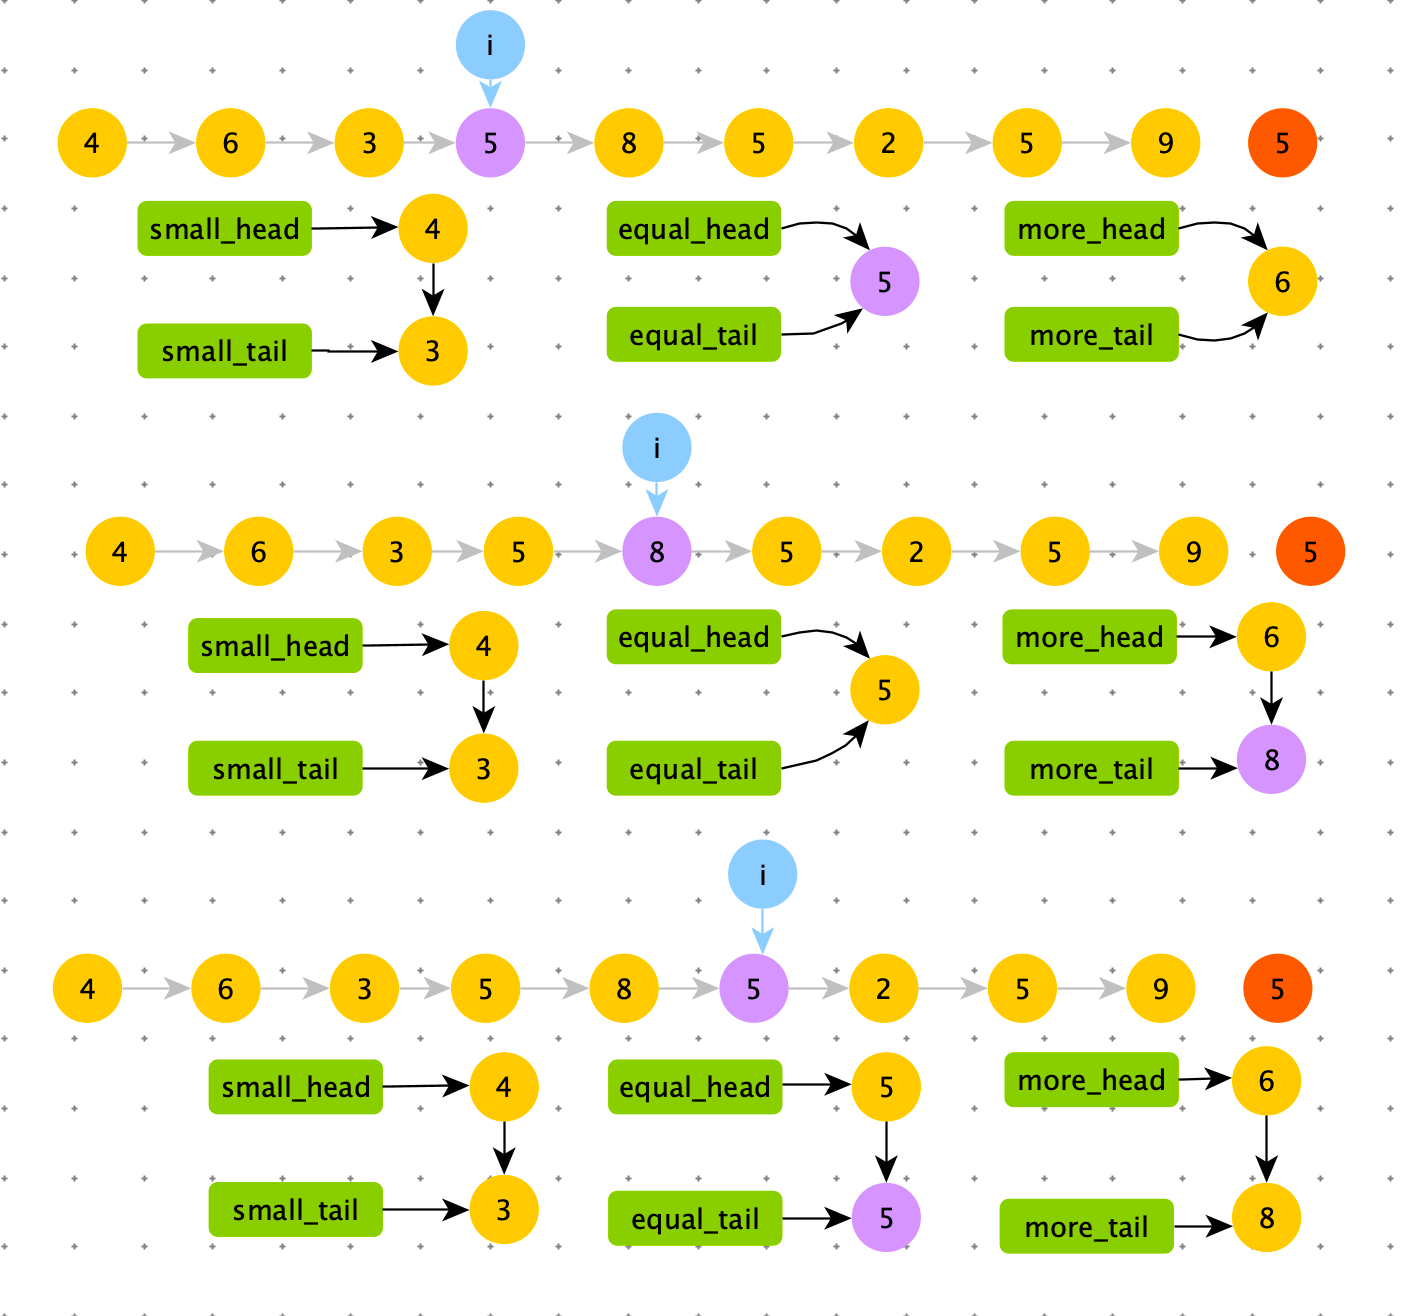 i
4 6 3 5 8 5 2 5 9 5
small_head 4 equal_head more_head
5 6
small_tail 3 equal_tail more_tail
i
4 6 3 5 8 5 2 5 9 5
small_head 4 equal_head more_head 6
5
small_tail 3 equal_tail more_tail 8
i
4 6 3 5 8 5 2 5 9 5
small_head 4 equal_head 5 more_head 6
small_tail 3 equal_tail 5 more_tail 8